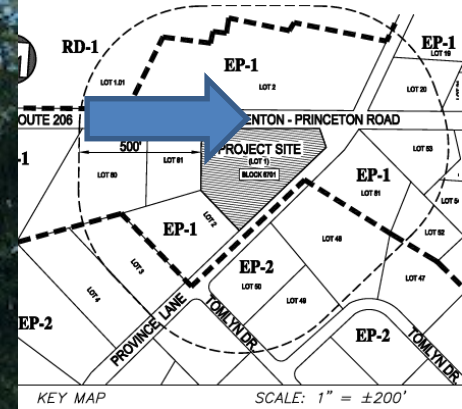 RD-1
EP-1
LOT 19
LOT 1.01
EP-1
LOT 2
LOT 20
OUTE 206
ENTON - PRINCETON ROAD
500'
PROJECT SITE
(LOT 1)
BLOCK 6701
LOT 53
-1
LOT 80
LOT 81
EP-1
LOT 51
LOT 54
EP-1
LOT 2
LOT 48
LOT 52
LOT 3
EP-2
LOT 50
LOT 47
LOT 4
LOT 49
EP-2
PROVINCE LANE
TOMLYN DR.
EP-2
TOMLYN DR.
KEY MAP
SCALE: 1" = ±200'